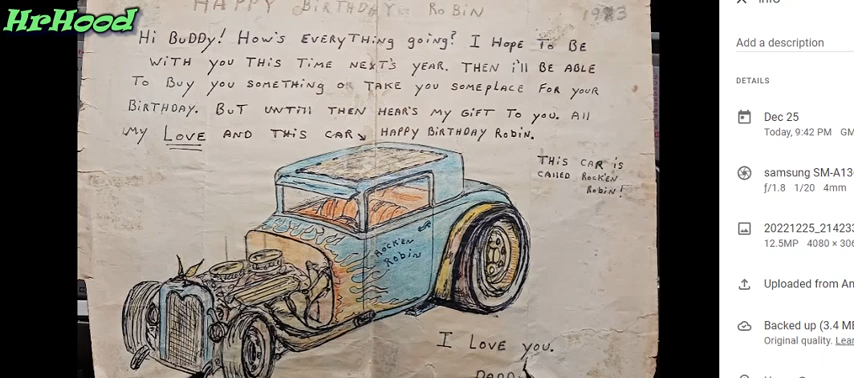 HrHood
HAPPY BIRTHDAY ROBIN
Hi BuDDy! HOW'S EVERYTHING going? I HOPE TO BE
WITH you THIS TIME NEXT'S YEAR. THEN i'll BE ABLE
TO BUY you SOMETHING OR TAKE you SOMEPLACE FOR your
BIRTHDAY. BUT UNTill THEN HEAR'S MY GIFT TO you. All
my LOVE AND THIS CAR↘ HAPPY BIRTHDAY ROBIN.
THIS CAR is
CALLED ROCK'EN
ROBIN!
ROCK'EN
ROBIN
I LOVE you.
Info
Add a description
DETAILS
Dec 25
Today, 9:42 PM
samsung SM-A13
ƒ/1.8 1/20 4mm
20221225_21423
12.5MP 4080 × 306
Uploaded from An
Backed up (3.4 M
Original quality. Lear